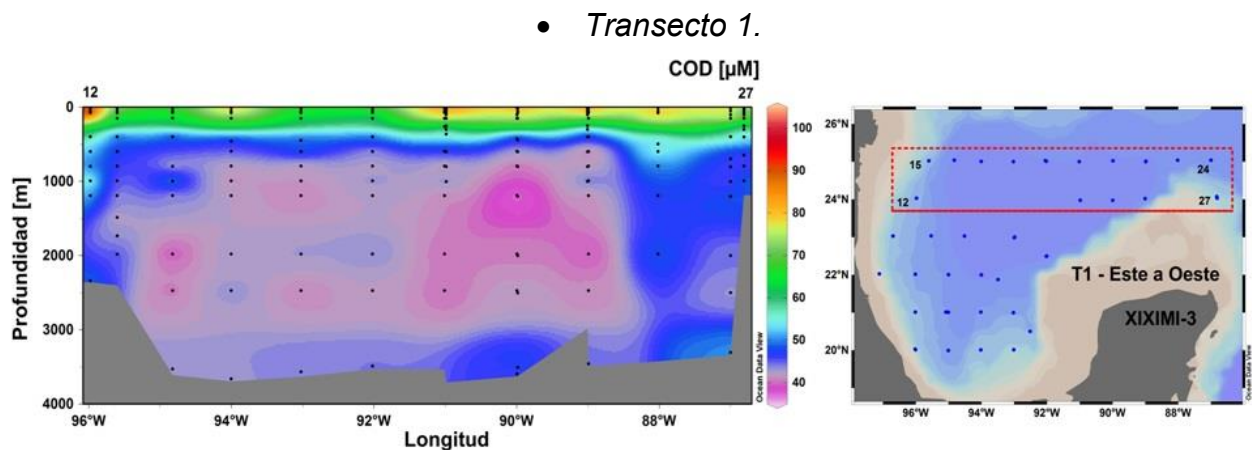 • Transecto 1.
COD [µM]
12
27
0
1000
2000
3000
4000
Profundidad [m]
96°W
94°W
92°W
90°W
88°W
Longitud
100
90
80
70
60
50
40
Ocean Data View
26°N
24°N
22°N
20°N
96°W
94°W
92°W
90°W
88°W
15
24
12
27
T1 - Este a Oeste
XIXIMI-3
Ocean Data View